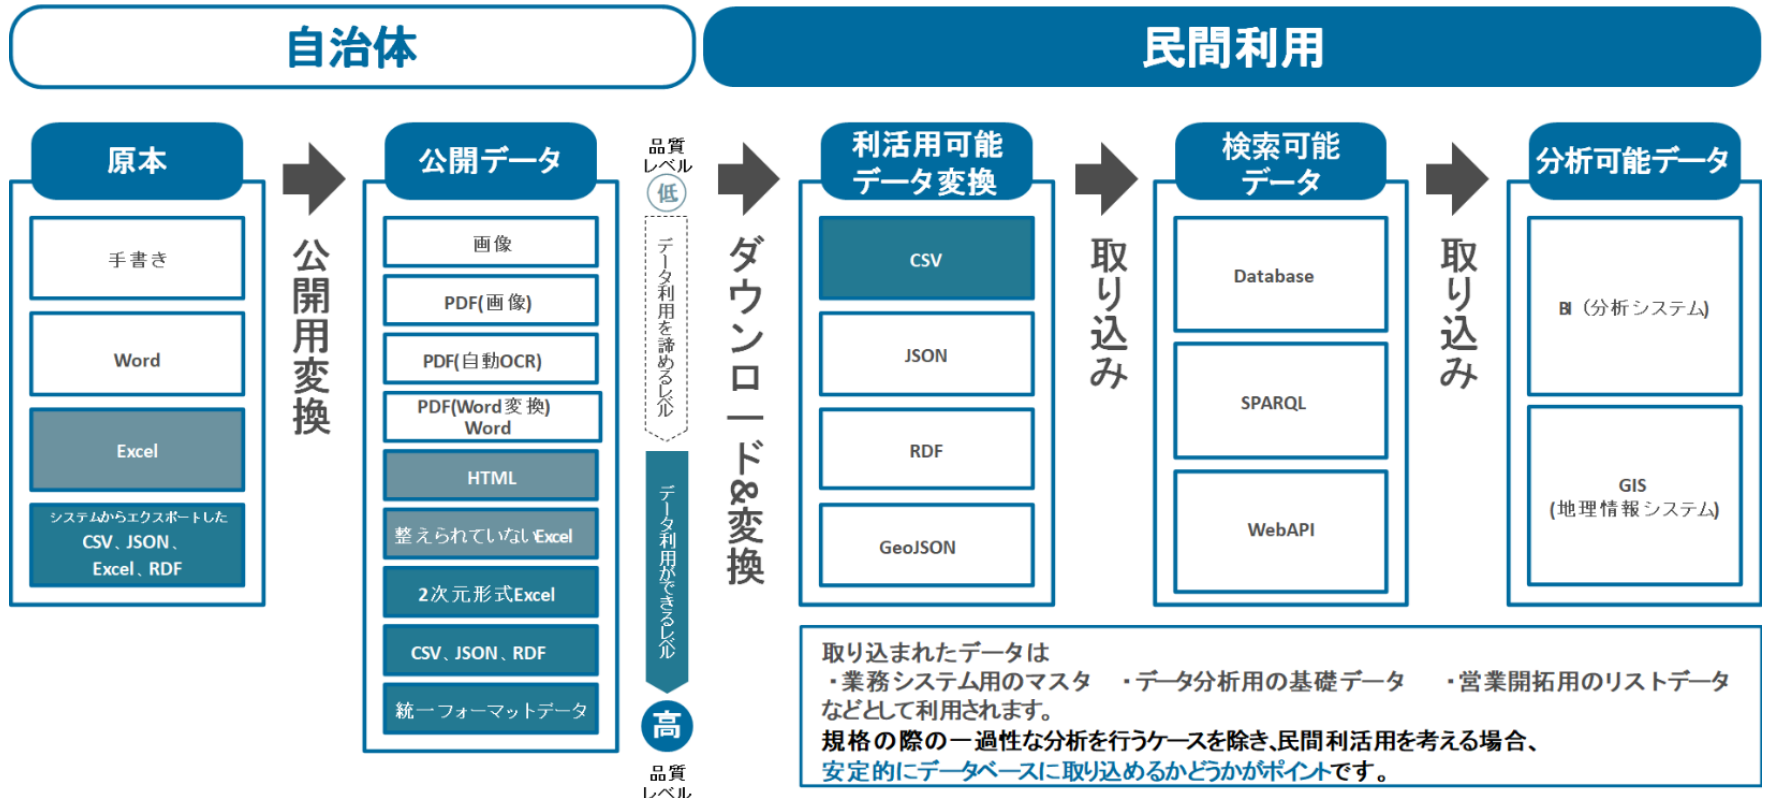 自治体
民間利用
原本
手書き
Word
Excel
システムからエクスポートした
CSV、JSON、
Excel、RDF
公開用変換
公開データ
画像
PDF(画像)
PDF(自動OCR)
PDF(Word変換)
Word
HTML
整えられていないExcel
2次元形式Excel
CSV、JSON、RDF
統一フォーマットデータ
品質
レベル
低
データ利用を諦めるレベル
データ利用ができるレベル
高
品質
レベル
ダウンロード&変換
利活用可能
データ変換
CSV
JSON
RDF
GeoJSON
取り込み
検索可能
データ
Database
SPARQL
WebAPI
取り込み
分析可能データ
BI（分析システム)
GIS
(地理情報システム)
取り込まれたデータは
・業務システム用のマスタ　・データ分析用の基礎データ　・営業開拓用のリストデータ
などとして利用されます。
規格の際の一過性な分析を行うケースを除き、民間利活用を考える場合、
安定的にデータベースに取り込めるかどうかがポイントです。